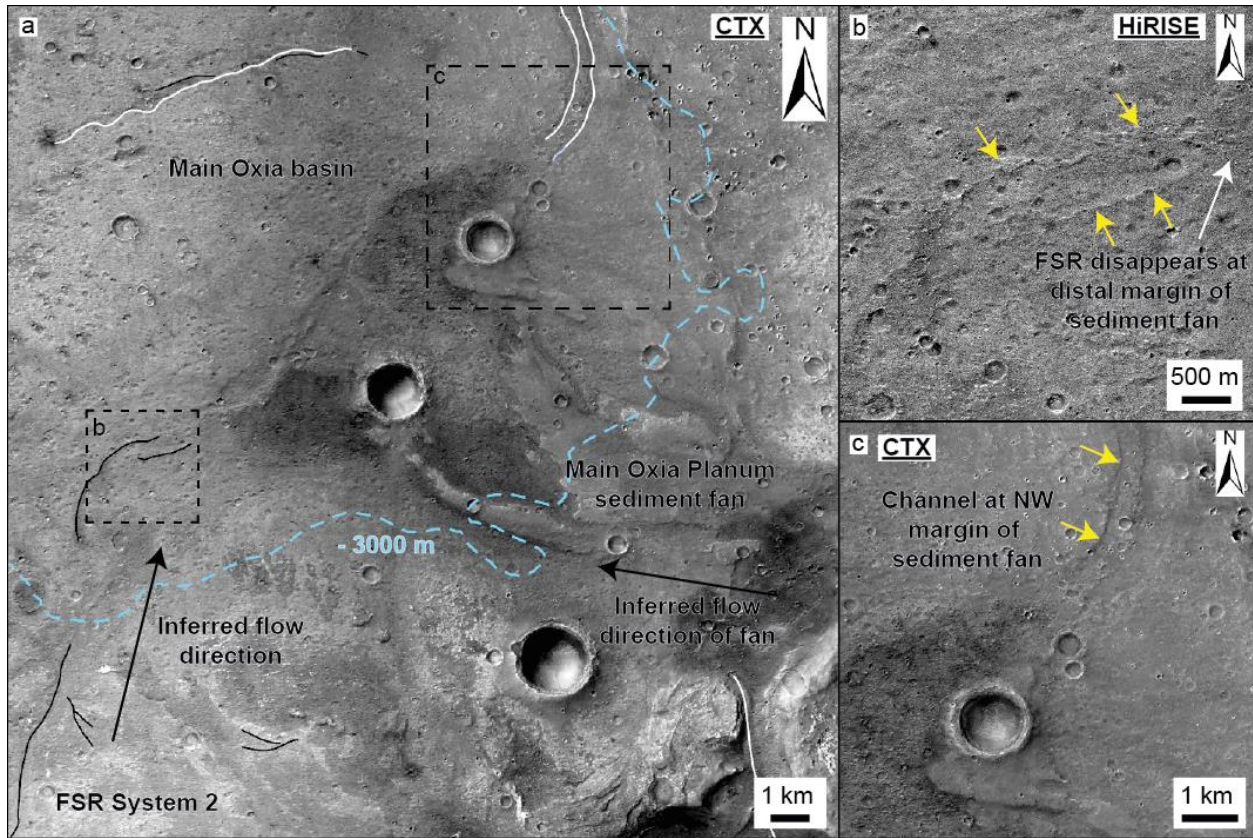 a
CTX
N
c
Main Oxia basin
b
Main Oxia Planum
sediment fan
- 3000 m
Inferred flow
direction
Inferred flow
direction of fan
FSR System 2
1 km
b
HiRISE
N
FSR disappears at
distal margin of
sediment fan
500 m
c
CTX
N
Channel at NW
margin of
sediment fan
1 km